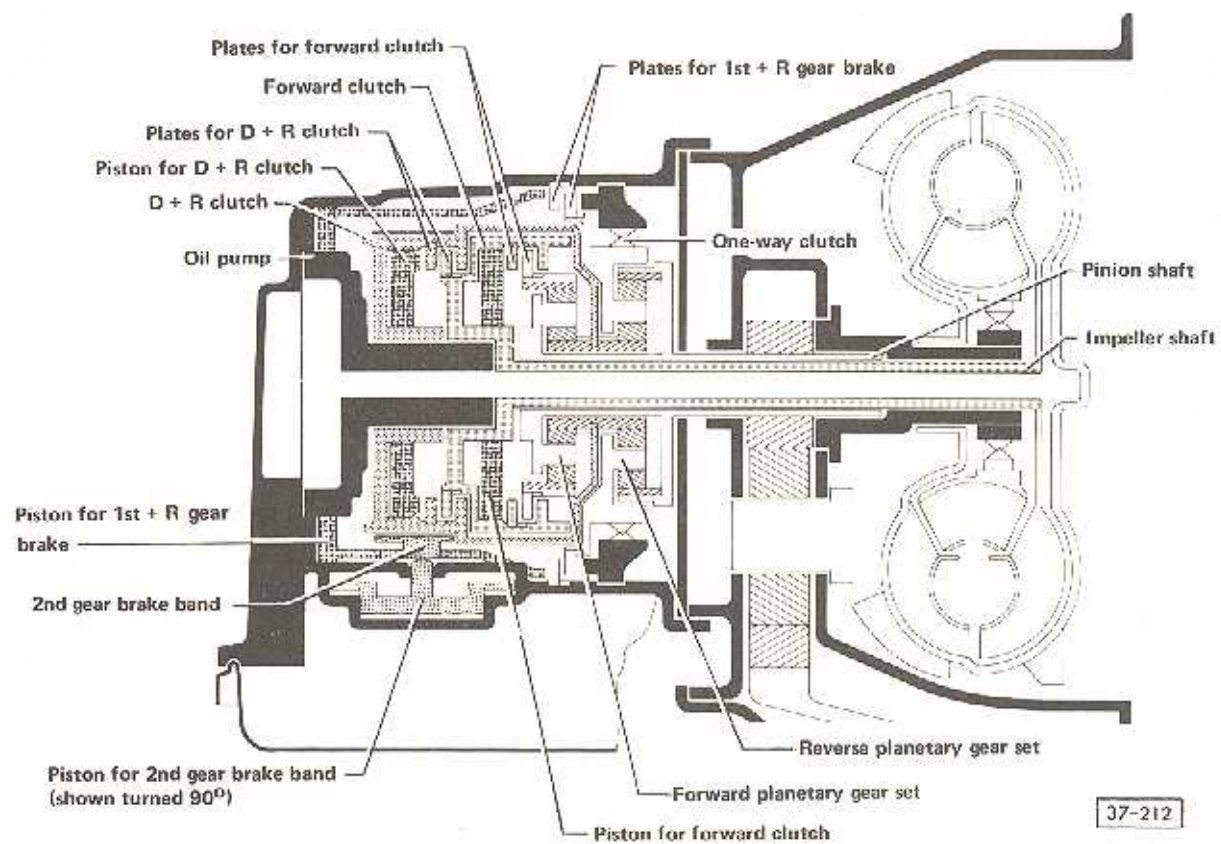 Plates for forward clutch
Plates for 1st + R gear brake
Forward clutch
Plates for D + R clutch
Piston for D + R clutch
D + R clutch
One-way clutch
Oil pump
Pinion shaft
Impeller shaft
Piston for 1st + R gear
brake
2nd gear brake band
Reverse planetary gear set
Piston for 2nd gear brake band
(shown turned 90º)
Forward planetary gear set
Piston for forward clutch
37-212